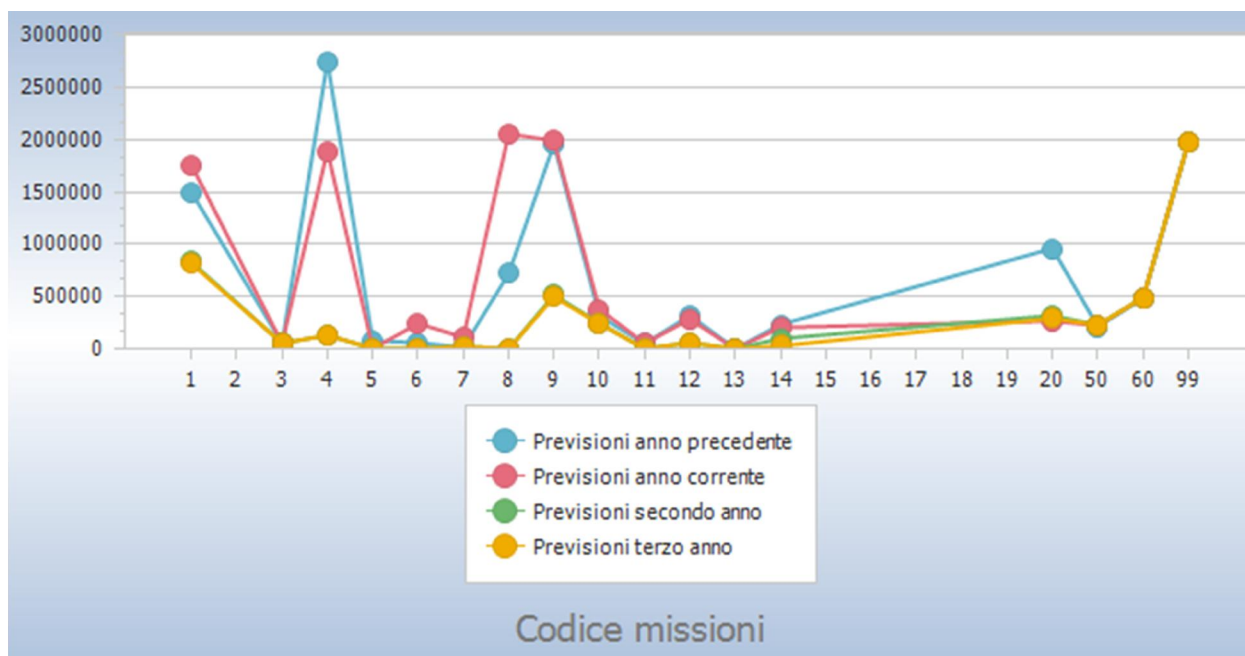 3000000
2500000
2000000
1500000
1000000
500000
0
1 2 3 4 5 6 7 8 9 10 11 12 13 14 15 16 17 18 19 20 50 60 99
Previsioni anno precedente
Previsioni anno corrente
Previsioni secondo anno
Previsioni terzo anno
Codice missioni